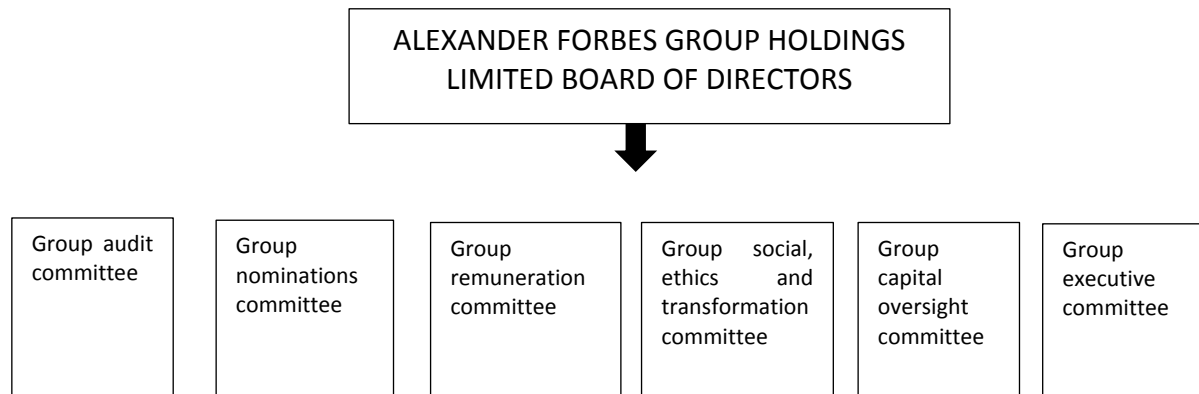 ALEXANDER FORBES GROUP HOLDINGS
LIMITED BOARD OF DIRECTORS
Group audit
committee
Group
nominations
committee
Group
remuneration
committee
Group social,
ethics and
transformation
committee
Group
capital
oversight
committee
Group
executive
committee